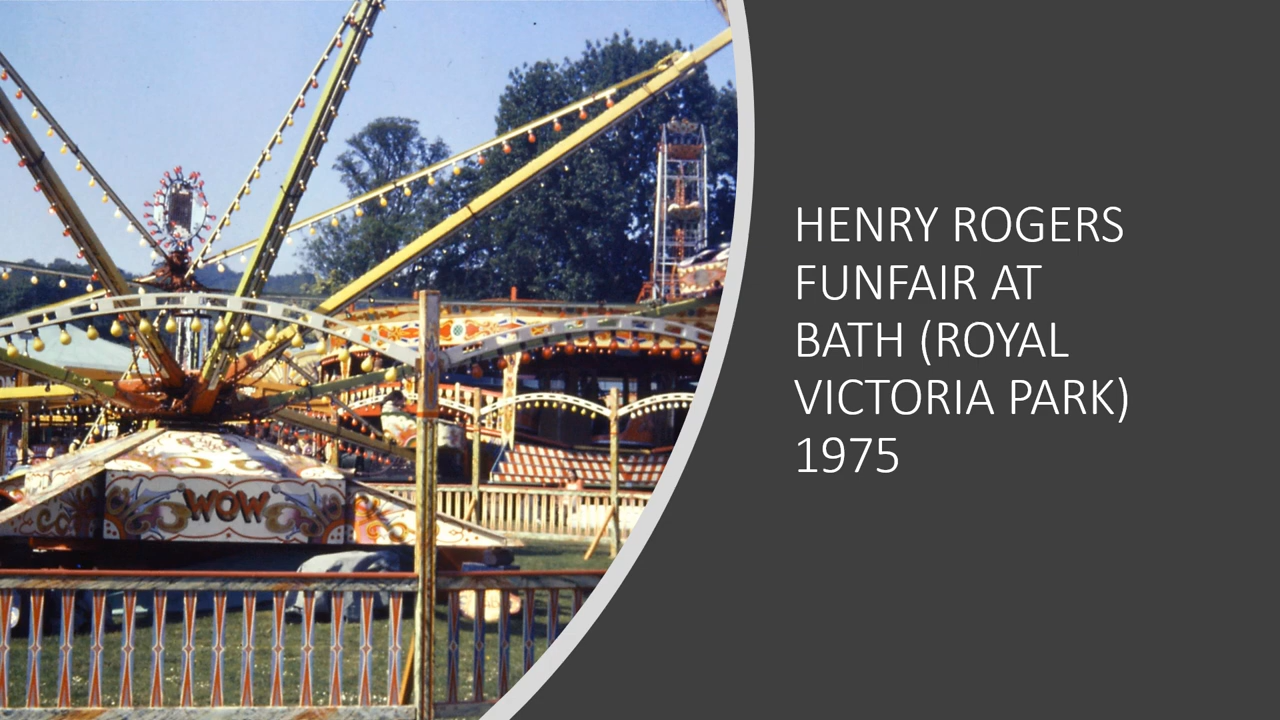 WOW
HENRY ROGERS
FUNFAIR AT
BATH (ROYAL
VICTORIA PARK)
1975